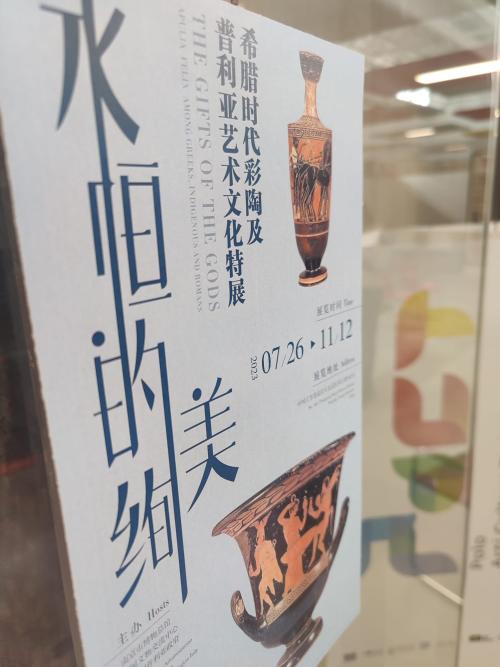 永恒的绚美
希腊时代彩陶及
普利亚艺术文化特展
THE GIFTS OF THE GODS
APULIA FELIX AMONG GREEKS, INDIGENOUS AND ROMANS
展览时间 Time
2023 07/26 ▸ 11/12
展览地址 Address
主办 Hosts